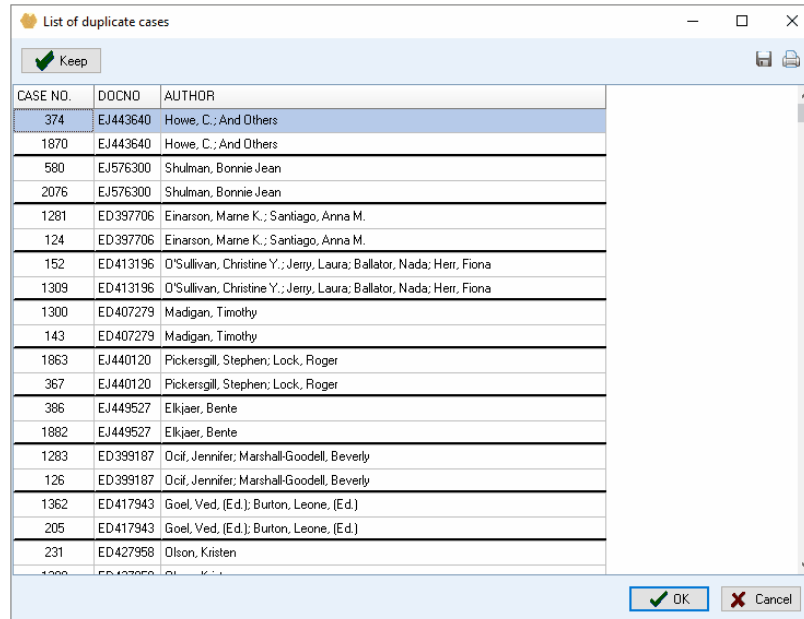 List of duplicate cases
Keep
CASE NO. DOCNO AUTHOR
374 EJ443640 Howe, C.; And Others
1870 EJ443640 Howe, C.; And Others
580 EJ576300 Shulman, Bonnie Jean
2076 EJ576300 Shulman, Bonnie Jean
1281 ED397706 Einarson, Marne K.; Santiago, Anna M.
124 ED397706 Einarson, Marne K.; Santiago, Anna M.
152 ED413196 O'Sullivan, Christine Y.; Jerry, Laura; Ballator, Nada; Herr, Fiona
1309 ED413196 O'Sullivan, Christine Y.; Jerry, Laura; Ballator, Nada; Herr, Fiona
1300 ED407279 Madigan, Timothy
143 ED407279 Madigan, Timothy
1863 EJ440120 Pickersgill, Stephen; Lock, Roger
367 EJ440120 Pickersgill, Stephen; Lock, Roger
386 EJ449527 Elkjaer, Bente
1882 EJ449527 Elkjaer, Bente
1283 ED399187 Ocif, Jennifer; Marshall-Goodell, Beverly
126 ED399187 Ocif, Jennifer; Marshall-Goodell, Beverly
1362 ED417943 Goel, Ved, (Ed.); Burton, Leone, (Ed.)
205 ED417943 Goel, Ved, (Ed.); Burton, Leone, (Ed.)
231 ED427958 Olson, Kristen
OK Cancel